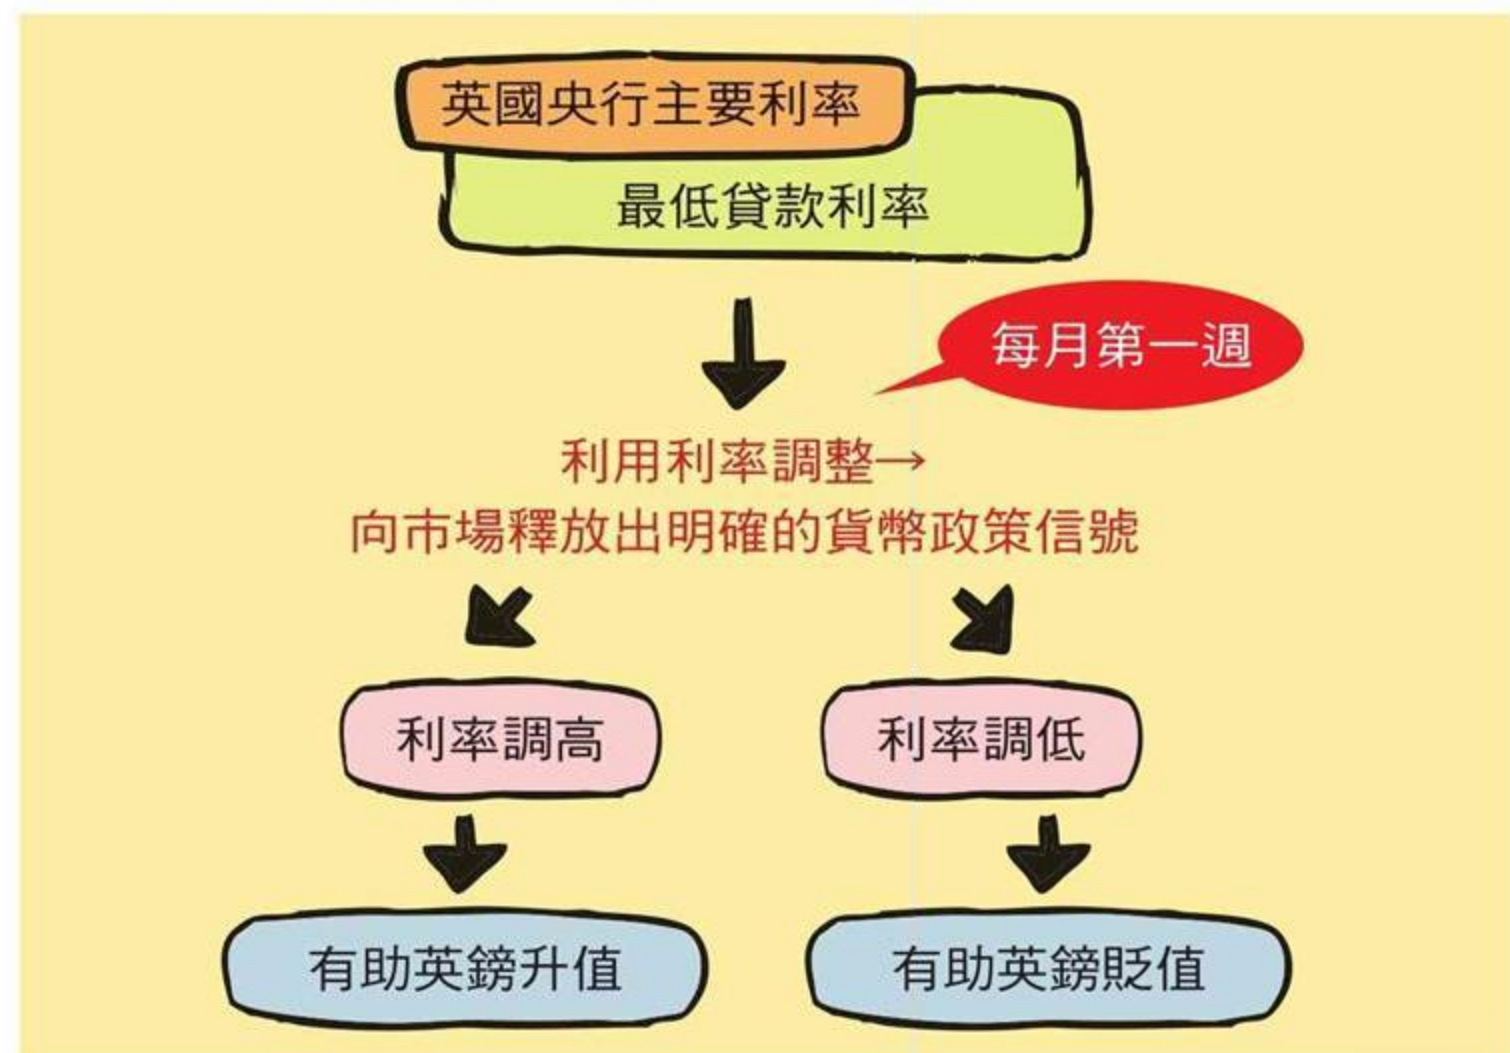 英國央行主要利率
最低貸款利率
每月第一週
利用利率調整→
向市場釋放出明確的貨幣政策信號
利率調高
利率調低
有助英鎊升值
有助英鎊貶值